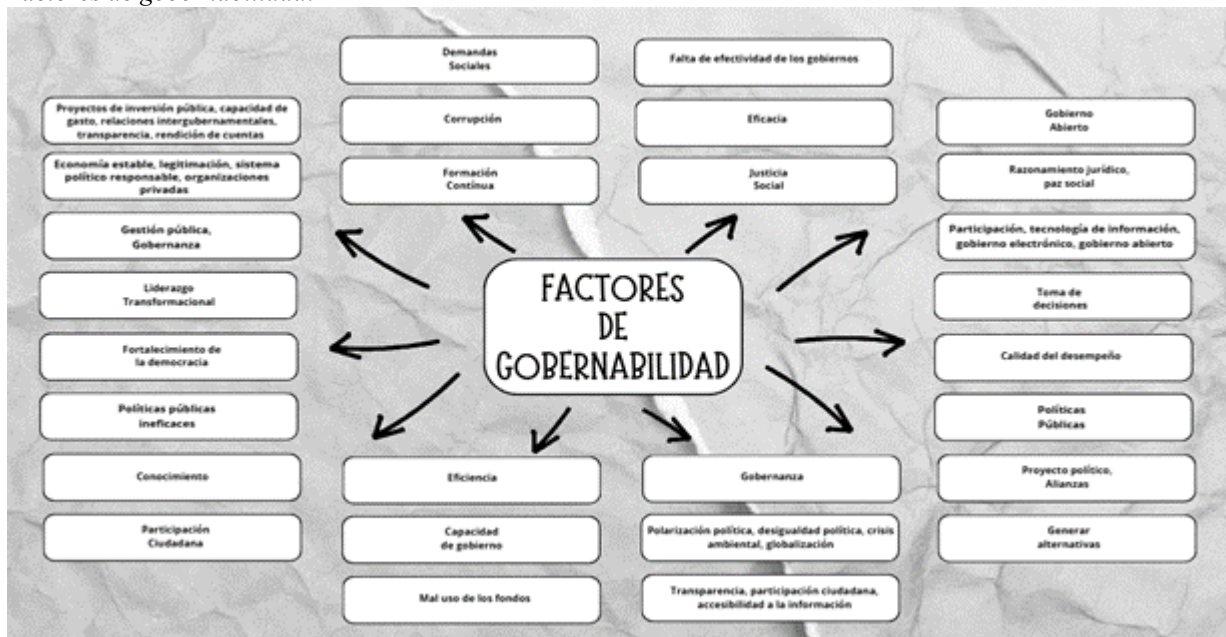 Demandas
Sociales
Falta de efectividad de los gobiernos
Proyectos de inversión pública, capacidad de
gasto, relaciones intergubernamentales,
transparencia, rendición de cuentas
Corrupción
Eficacia
Gobierno
Abierto
Economía estable, legitimación, sistema
político responsable, organizaciones
privadas
Formación
Contínua
Justicia
Social
Razonamiento jurídico,
paz social
Gestión pública,
Gobernanza
Participación, tecnología de información,
gobierno electrónico, gobierno abierto
Liderazgo
Transformacional
FACTORES
DE
GOBERNABILIDAD
Toma de
decisiones
Fortalecimiento de
la democracia
Calidad del desempeño
Políticas públicas
ineficaces
Políticas
Públicas
Conocimiento
Eficiencia
Gobernanza
Proyecto político,
Alianzas
Participación
Ciudadana
Capacidad
de gobierno
Polarización política, desigualdad política, crisis
ambiental, globalización
Generar
alternativas
Mal uso de los fondos
Transparencia, participación ciudadana,
accesibilidad a la información